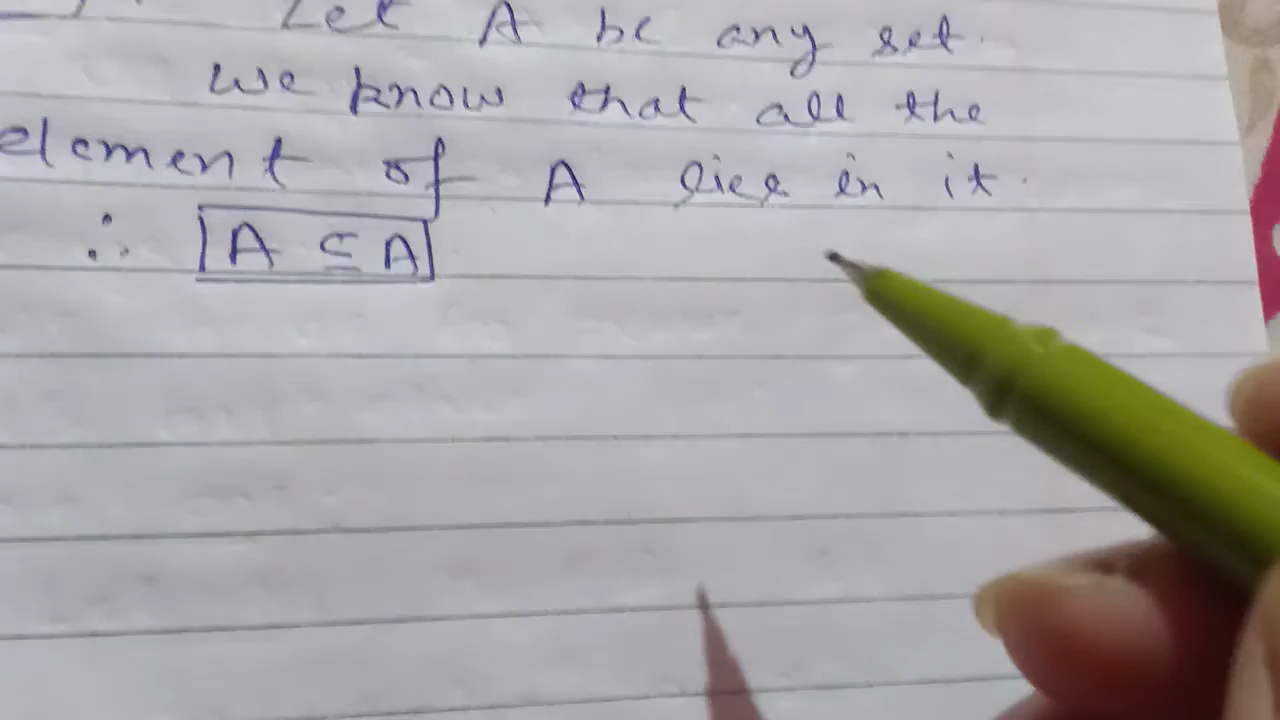 Let A be any set.
We know that all the
element of A lies in it.
∴ A ⊆ A